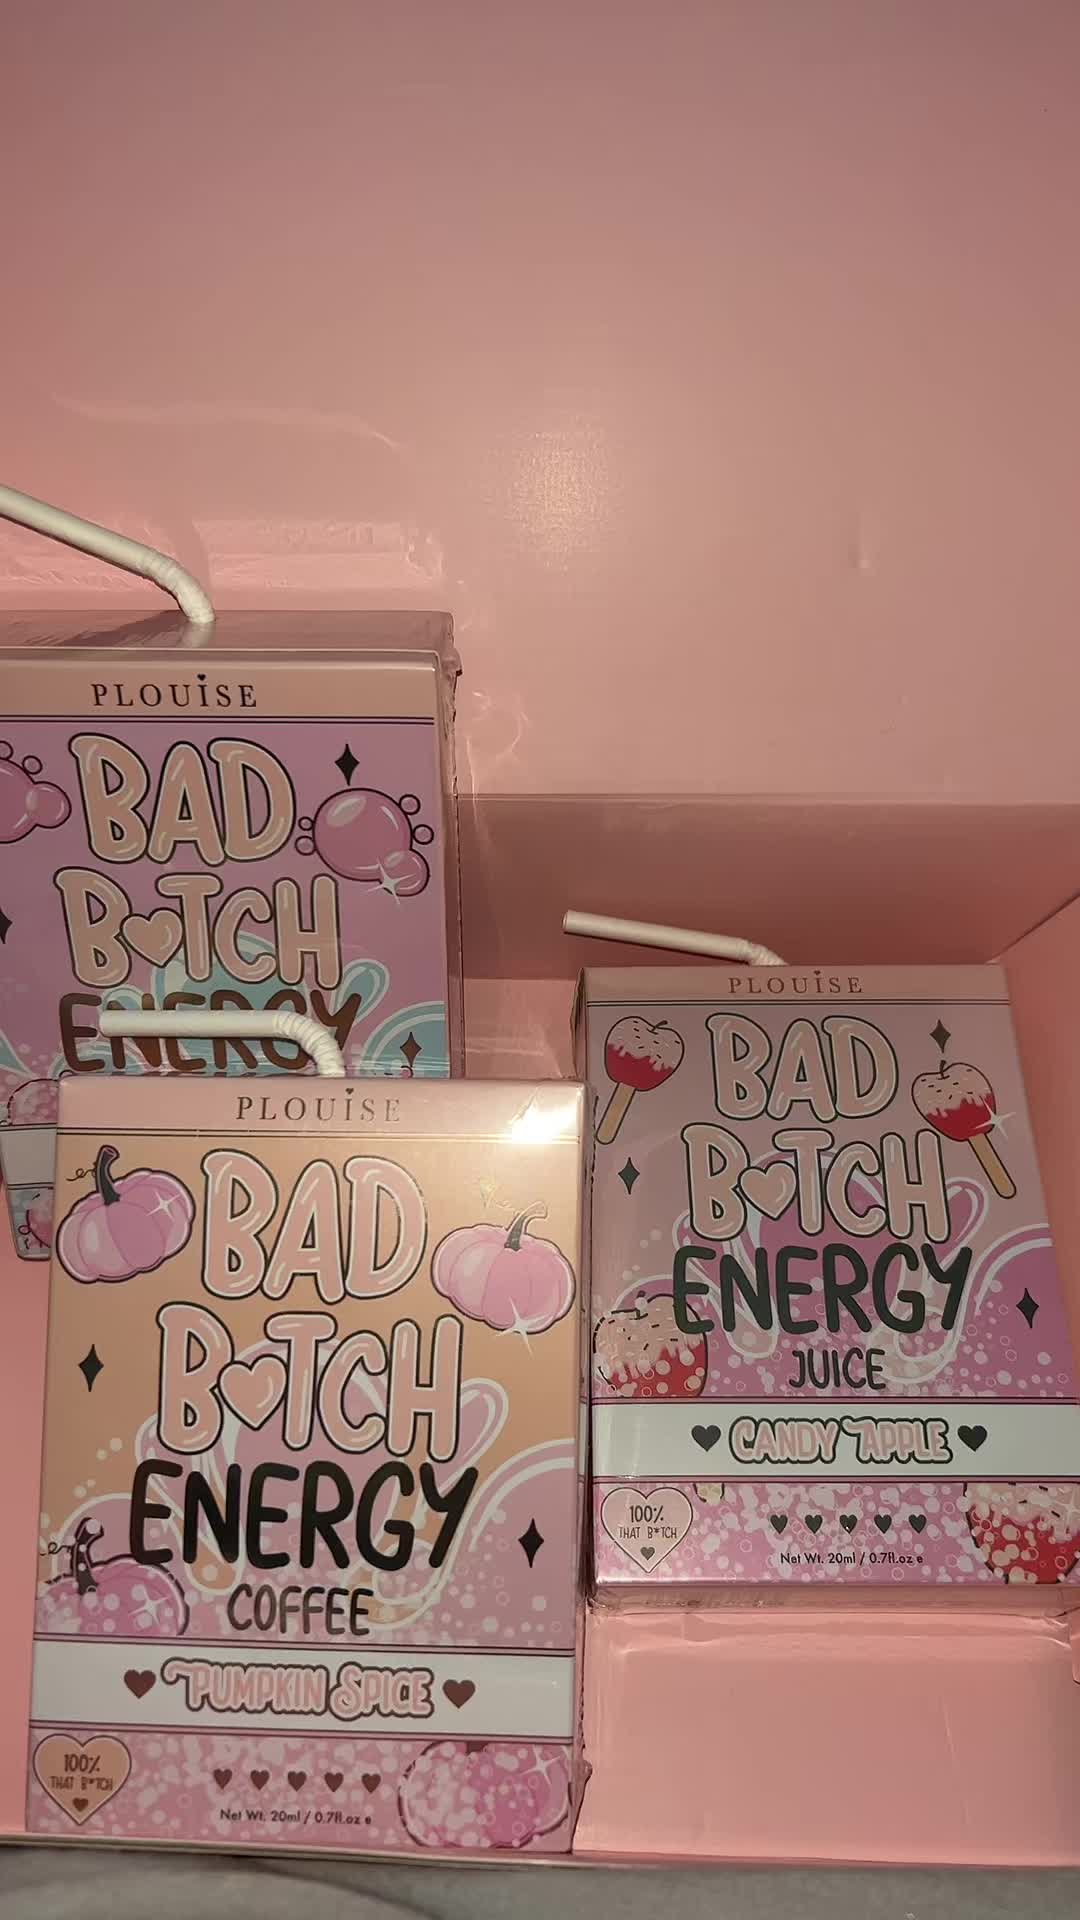 PLOUiSE
BAD
B♥TCH
ENERGY
PLOUiSE
BAD
B♥TCH
ENERGY
COFFEE
♥ PUMPKIN SPICE ♥
100%
THAT B*TCH
Net Wt. 20ml / 0.7fl.oz e
PLOUiSE
BAD
B♥TCH
ENERGY
JUICE
♥ CANDY APPLE ♥
100%
THAT B*TCH
Net Wt. 20ml / 0.7fl.oz e